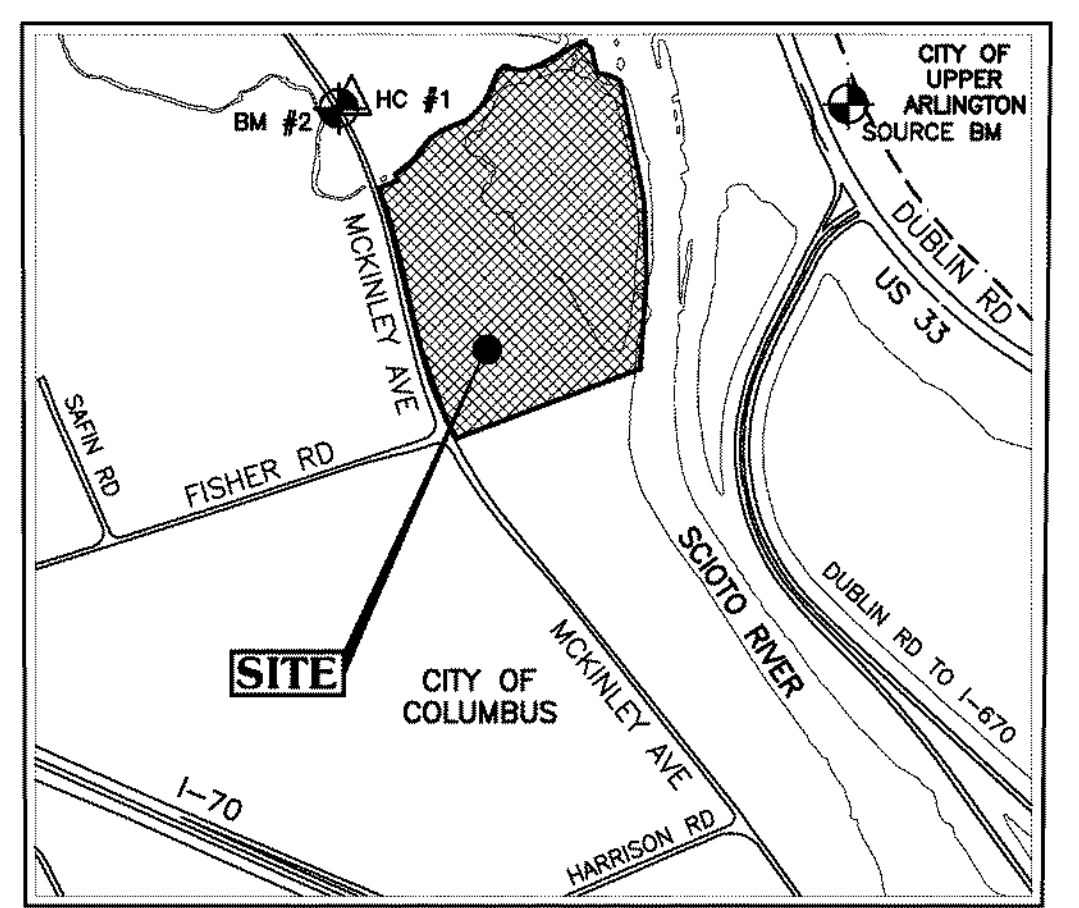 CITY OF
UPPER
ARLINGTON
SOURCE BM
HC #1
BM #2
MCKINLEY AVE
DUBLIN RD
US 33
SAFIN RD
FISHER RD
SCIOTO RIVER
DUBLIN RD TO I-670
SITE
CITY OF
COLUMBUS
MCKINLEY AVE
I-70
HARRISON RD